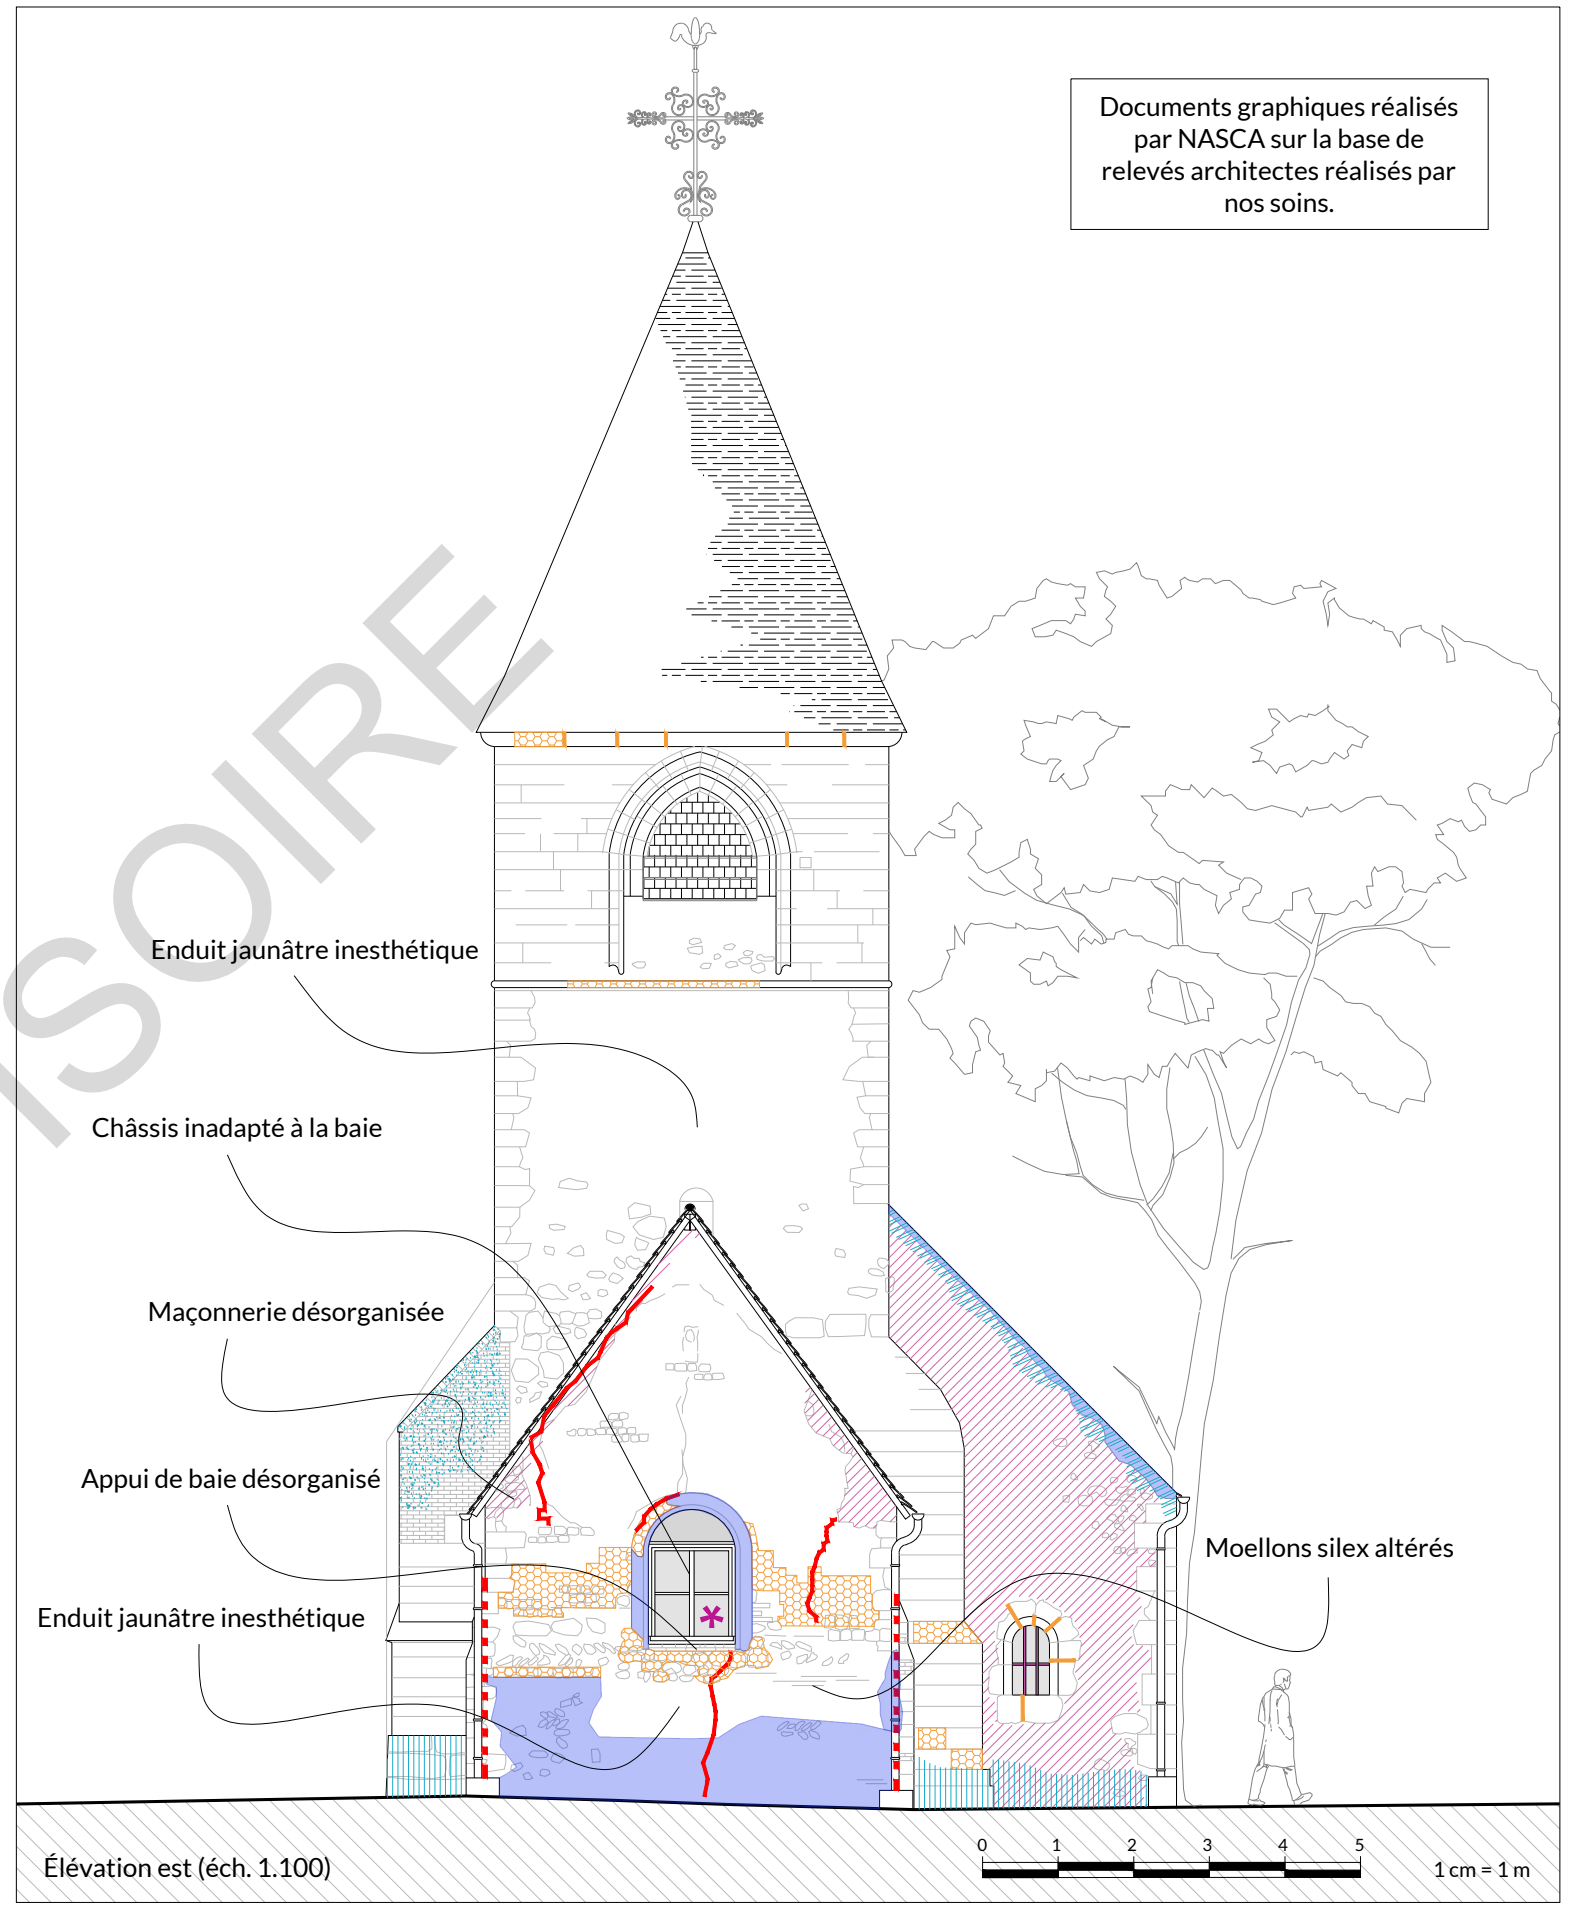 Documents graphiques réalisés
par NASCA sur la base de
relevés architectes réalisés par
nos soins.
ISOIRE
Enduit jaunâtre inesthétique
Châssis inadapté à la baie
Maçonnerie désorganisée
Appui de baie désorganisé
Moellons silex altérés
Enduit jaunâtre inesthétique
0 1 2 3 4 5
Élévation est (éch. 1.100)
1 cm = 1 m